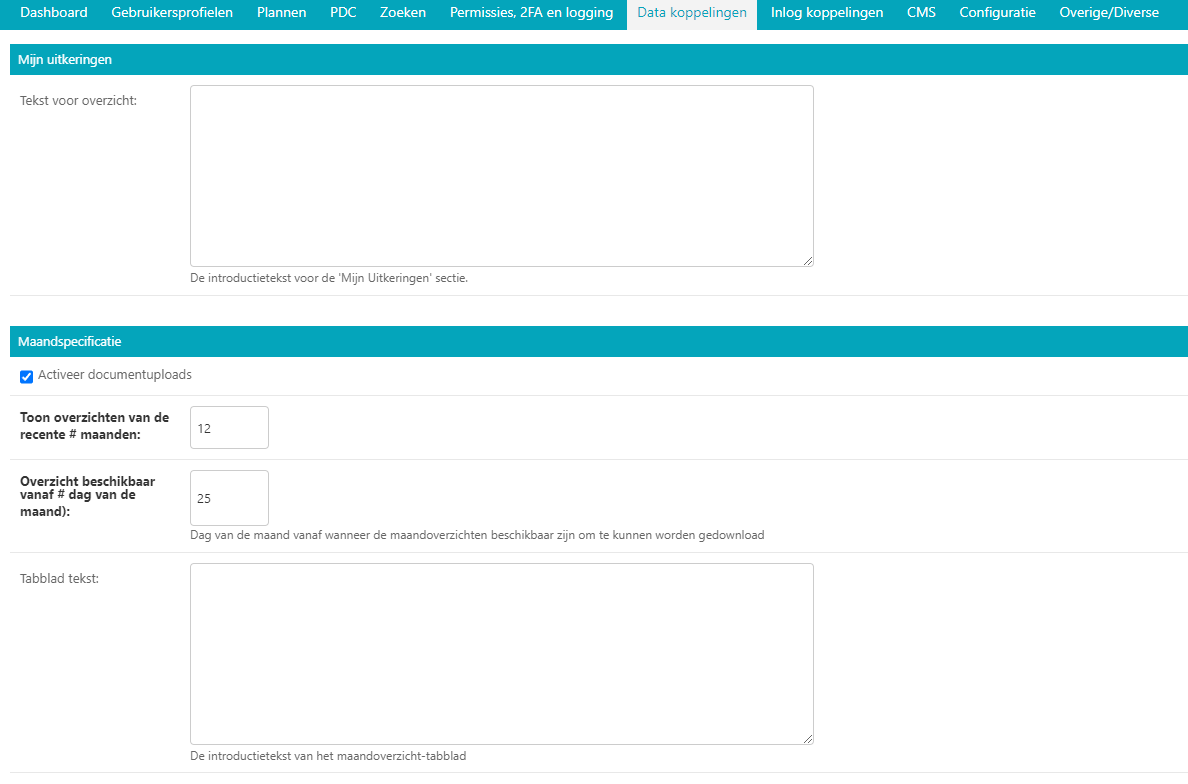 Dashboard Gebruikersprofielen Plannen PDC Zoeken Permissies, 2FA en logging Data koppelingen Inlog koppelingen CMS Configuratie Overige/Diverse
Mijn uitkeringen
Tekst voor overzicht:
De introductietekst voor de 'Mijn Uitkeringen' sectie.
Maandspecificatie
Activeer documentuploads
Toon overzichten van de
recente # maanden:
12
Overzicht beschikbaar
vanaf # dag van de
maand):
25
Dag van de maand vanaf wanneer de maandoverzichten beschikbaar zijn om te kunnen worden gedownload
Tabblad tekst:
De introductietekst van het maandoverzicht-tabblad